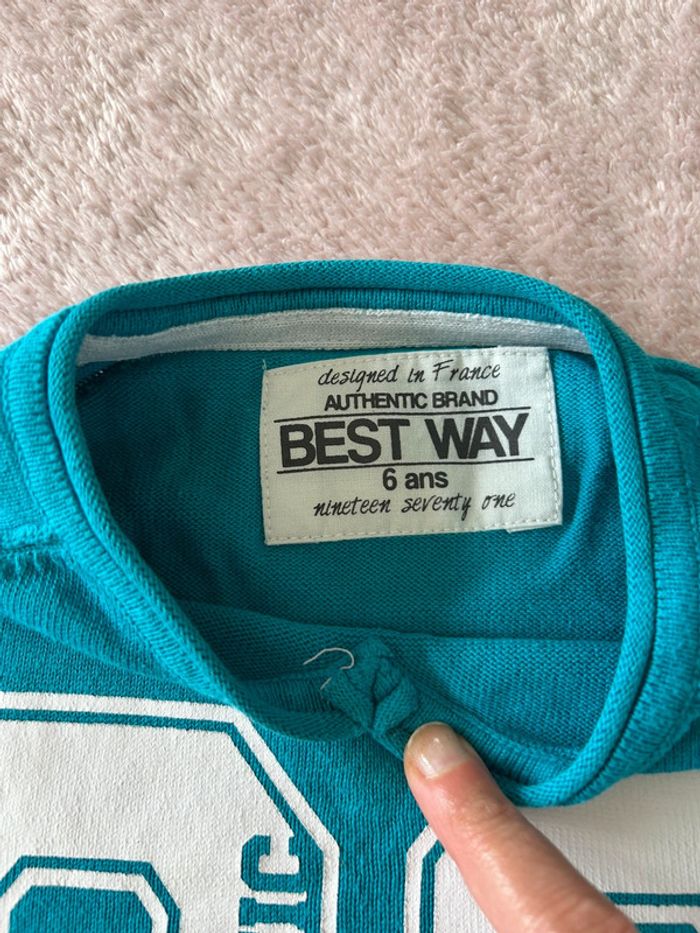 designed in France
AUTHENTIC BRAND
BEST WAY
6 ans
nineteen seventy one